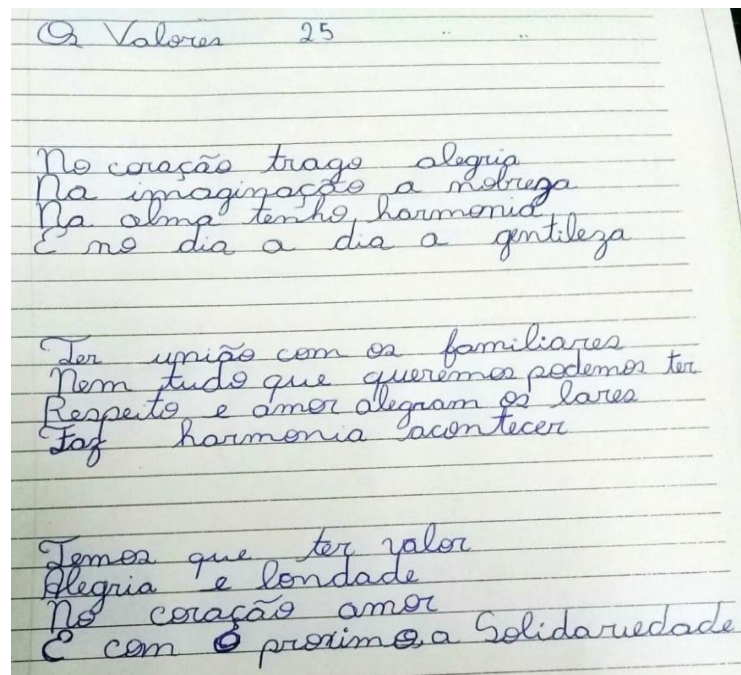 Os Valores 25
No coração trago alegria
Na imaginação a nobreza
Na alma tenho harmonia
E no dia a dia a gentileza
Ter união com os familiares
Nem tudo que queremos podemos ter
Respeito e amor alegram os lares
Faz harmonia acontecer
Temos que ter valor
Alegria e londade
No coração amor
E com o proximo a Solidariedade